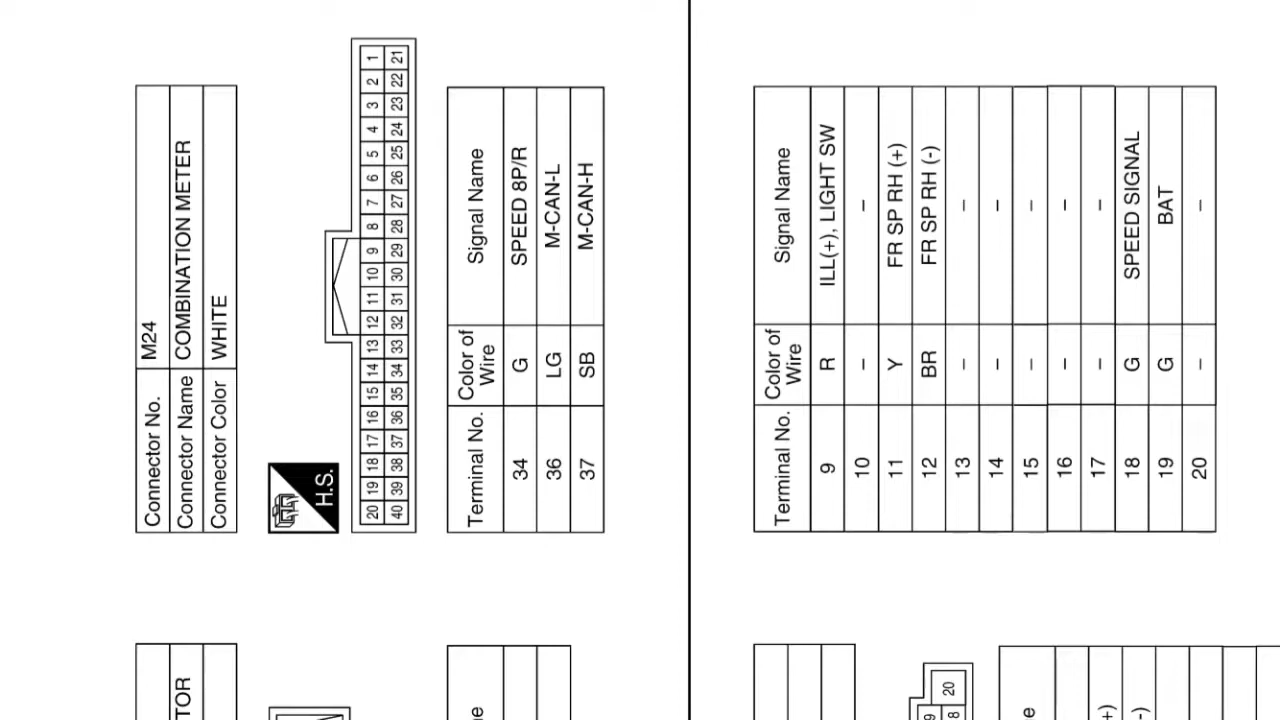 Connector No. M24
Connector Name COMBINATION METER
Connector Color WHITE
H.S.
20 19 18 17 16 15 14 13 12 11 10 9 8 7 6 5 4 3 2 1
40 39 38 37 36 35 34 33 32 31 30 29 28 27 26 25 24 23 22 21
Terminal No. Color of Wire Signal Name
34 G SPEED 8P/R
36 LG M-CAN-L
37 SB M-CAN-H
Terminal No. Color of Wire Signal Name
9 R ILL(+), LIGHT SW
10 – –
11 Y FR SP RH (+)
12 BR FR SP RH (-)
13 – –
14 – –
15 – –
16 – –
17 – –
18 G SPEED SIGNAL
19 G BAT
20 – –
TOR
20
+)
-)